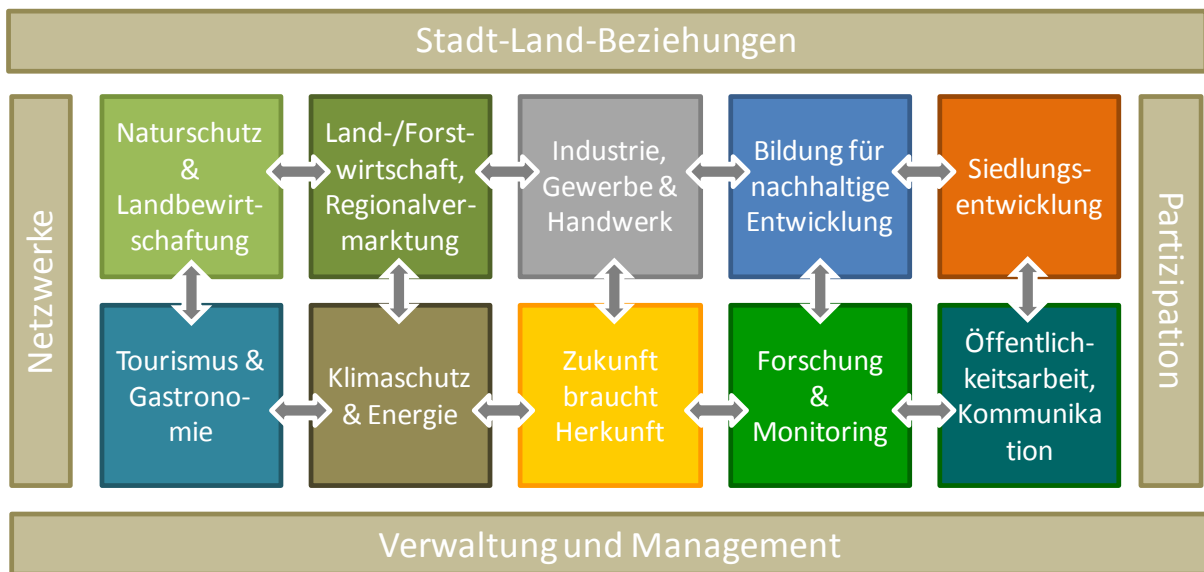 Stadt-Land-Beziehungen
Netzwerke
Naturschutz
&
Landbewirt-
schaftung
Land-/Forst-
wirtschaft,
Regionalver-
marktung
Industrie,
Gewerbe &
Handwerk
Bildung für
nachhaltige
Entwicklung
Siedlungs-
entwicklung
Partizipation
Tourismus &
Gastrono-
mie
Klimaschutz
& Energie
Zukunft
braucht
Herkunft
Forschung
&
Monitoring
Öffentlich-
keitsarbeit,
Kommunika
tion
Verwaltung und Management